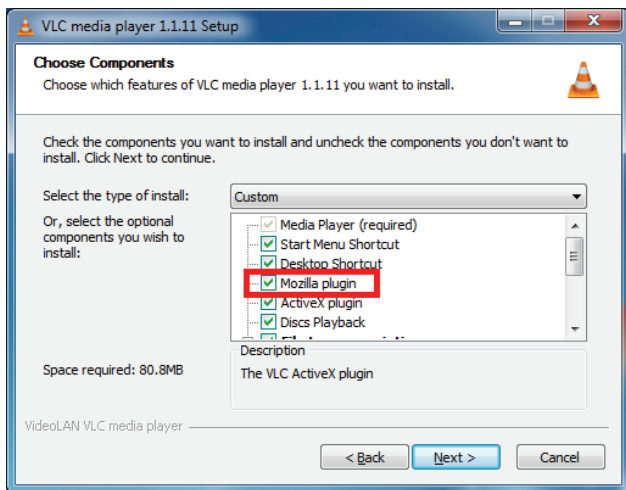 VLC media player 1.1.11 Setup
Choose Components
Choose which features of VLC media player 1.1.11 you want to install.
Check the components you want to install and uncheck the components you don't want to
install. Click Next to continue.
Select the type of install:
Custom
Or, select the optional
components you wish to
install:
Media Player (required)
Start Menu Shortcut
Desktop Shortcut
Mozilla plugin
ActiveX plugin
Discs Playback
Space required: 80.8MB
Description
The VLC ActiveX plugin
VideoLAN VLC media player
< Back
Next >
Cancel